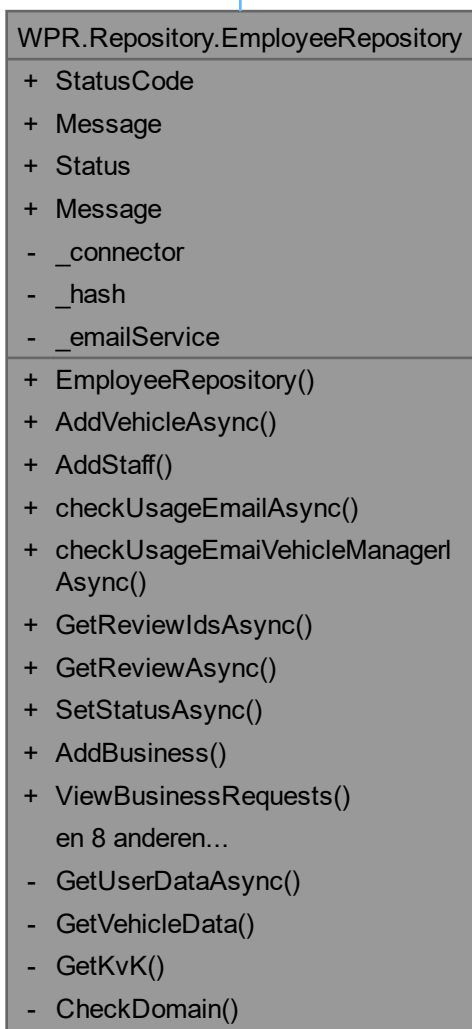 WPR.Repository.EmployeeRepository
+ StatusCode
+ Message
+ Status
+ Message
- _connector
- _hash
- _emailService
+ EmployeeRepository()
+ AddVehicleAsync()
+ AddStaff()
+ checkUsageEmailAsync()
+ checkUsageEmaiVehicleManagerl
Async()
+ GetReviewIdsAsync()
+ GetReviewAsync()
+ SetStatusAsync()
+ AddBusiness()
+ ViewBusinessRequests()
en 8 anderen...
- GetUserDataAsync()
- GetVehicleData()
- GetKvK()
- CheckDomain()